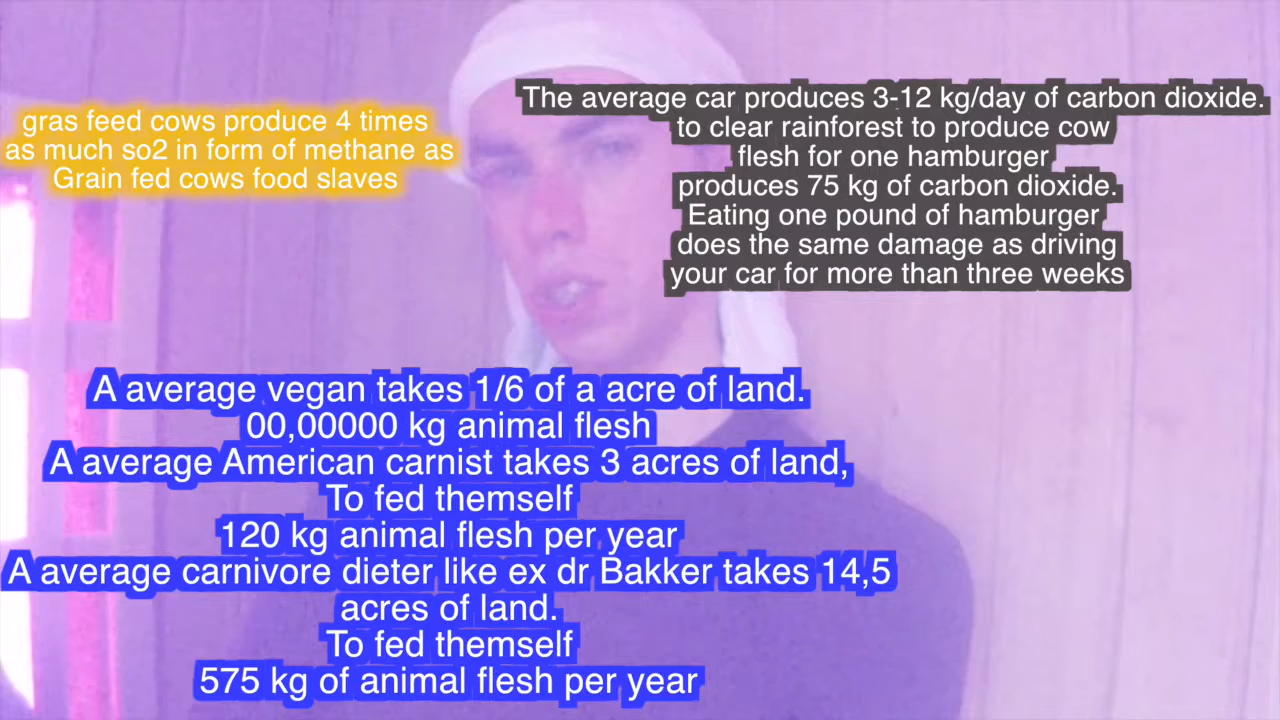 gras feed cows produce 4 times
as much so2 in form of methane as
Grain fed cows food slaves
The average car produces 3-12 kg/day of carbon dioxide.
to clear rainforest to produce cow
flesh for one hamburger
produces 75 kg of carbon dioxide.
Eating one pound of hamburger
does the same damage as driving
your car for more than three weeks
A average vegan takes 1/6 of a acre of land.
00,00000 kg animal flesh
A average American carnist takes 3 acres of land,
To fed themself
120 kg animal flesh per year
A average carnivore dieter like ex dr Bakker takes 14,5
acres of land.
To fed themself
575 kg of animal flesh per year